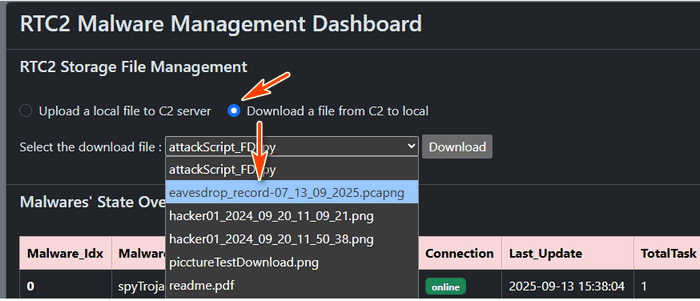 RTC2 Malware Management Dashboard
RTC2 Storage File Management
Upload a local file to C2 server Download a file from C2 to local
Select the download file : attackScript_FD py Download
attackScript_FD py
eavesdrop_record-07_13_09_2025.pcapng
Malwares' State Ove
hacker01_2024_09_20_11_09_21.png
hacker01_2024_09_20_11_50_38.png
Malware_Idx Malware Connection Last_Update TotalTask
picctureTestDownload.png
0 spyTroja online 2025-09-13 15:38:04 1
readme.pdf